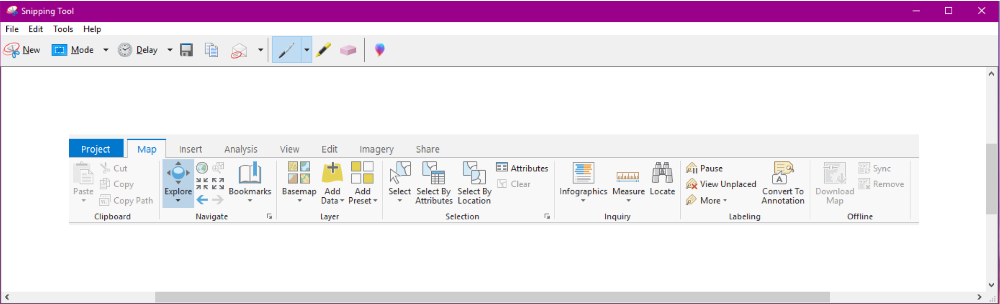 Snipping Tool
File Edit Tools Help
New Mode Delay
Project Map Insert Analysis View Edit Imagery Share
Paste
Cut
Copy
Copy Path
Clipboard
Explore
Bookmarks
Navigate
Basemap
Add
Data
Add
Preset
Layer
Select
Select By
Attributes
Select By
Location
Attributes
Clear
Selection
Infographics
Measure
Locate
Inquiry
Pause
View Unplaced
More
A
Convert To
Annotation
Labeling
Download
Map
Sync
Remove
Offline